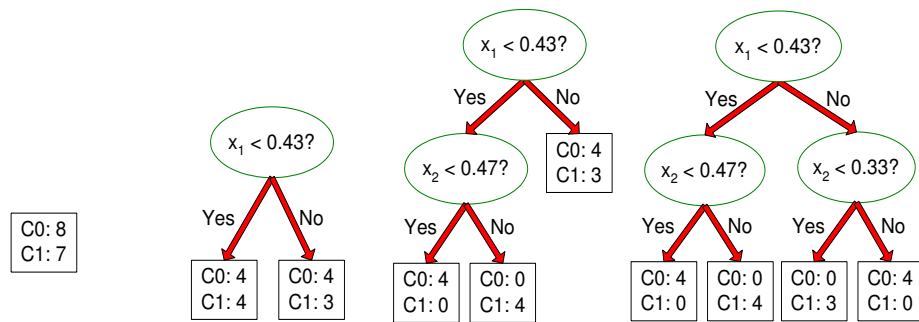 C0: 8
C1: 7
x1 < 0.43?
Yes
No
C0: 4
C1: 4
C0: 4
C1: 3
x1 < 0.43?
Yes
No
x2 < 0.47?
C0: 4
C1: 3
Yes
No
C0: 4
C1: 0
C0: 0
C1: 4
x1 < 0.43?
Yes
No
x2 < 0.47?
x2 < 0.33?
Yes
No
Yes
No
C0: 4
C1: 0
C0: 0
C1: 4
C0: 0
C1: 3
C0: 4
C1: 0